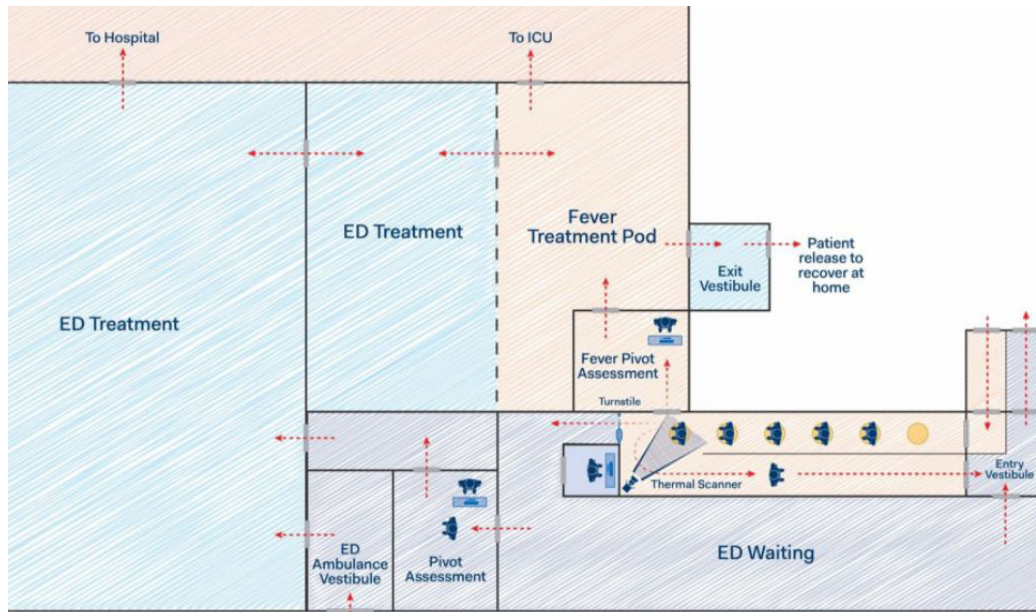 To Hospital
To ICU
ED Treatment
Fever
Treatment Pod
Exit
Vestibule
Patient
release to
recover at
home
ED Treatment
Fever Pivot
Assessment
Turnstile
Thermal Scanner
Entry
Vestibule
ED
Ambulance
Vestibule
Pivot
Assessment
ED Waiting